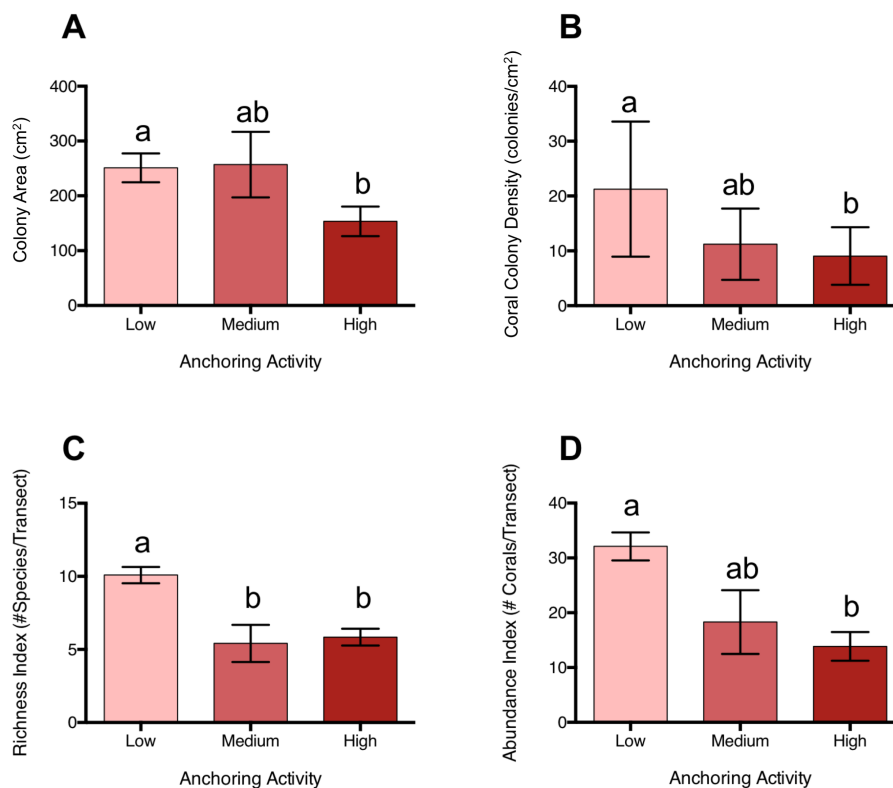 A
Colony Area (cm²)
400
300
200
100
0
a
ab
b
Low
Medium
High
Anchoring Activity
B
Coral Colony Density (colonies/cm²)
40
30
20
10
0
a
ab
b
Low
Medium
High
Anchoring Activity
C
Richness Index (#Species/Transect)
15
10
5
0
a
b
b
Low
Medium
High
Anchoring Activity
D
Abundance Index (# Corals/Transect)
40
30
20
10
0
a
ab
b
Low
Medium
High
Anchoring Activity